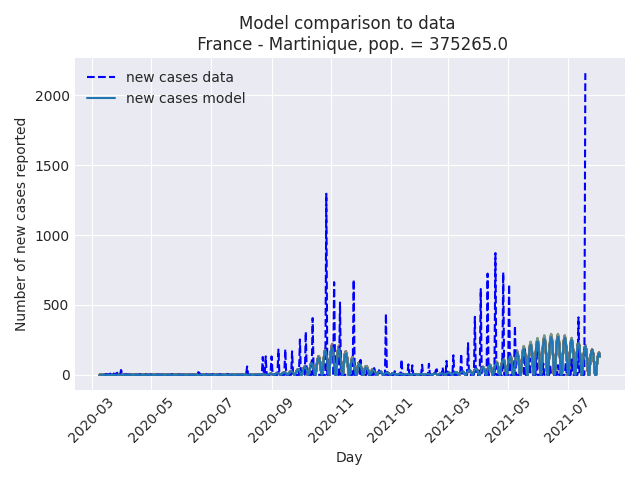 Model comparison to data
France - Martinique, pop. = 375265.0
new cases data
new cases model
Number of new cases reported
2000
1500
1000
500
0
2020-03
2020-05
2020-07
2020-09
2020-11
2021-01
2021-03
2021-05
2021-07
Day